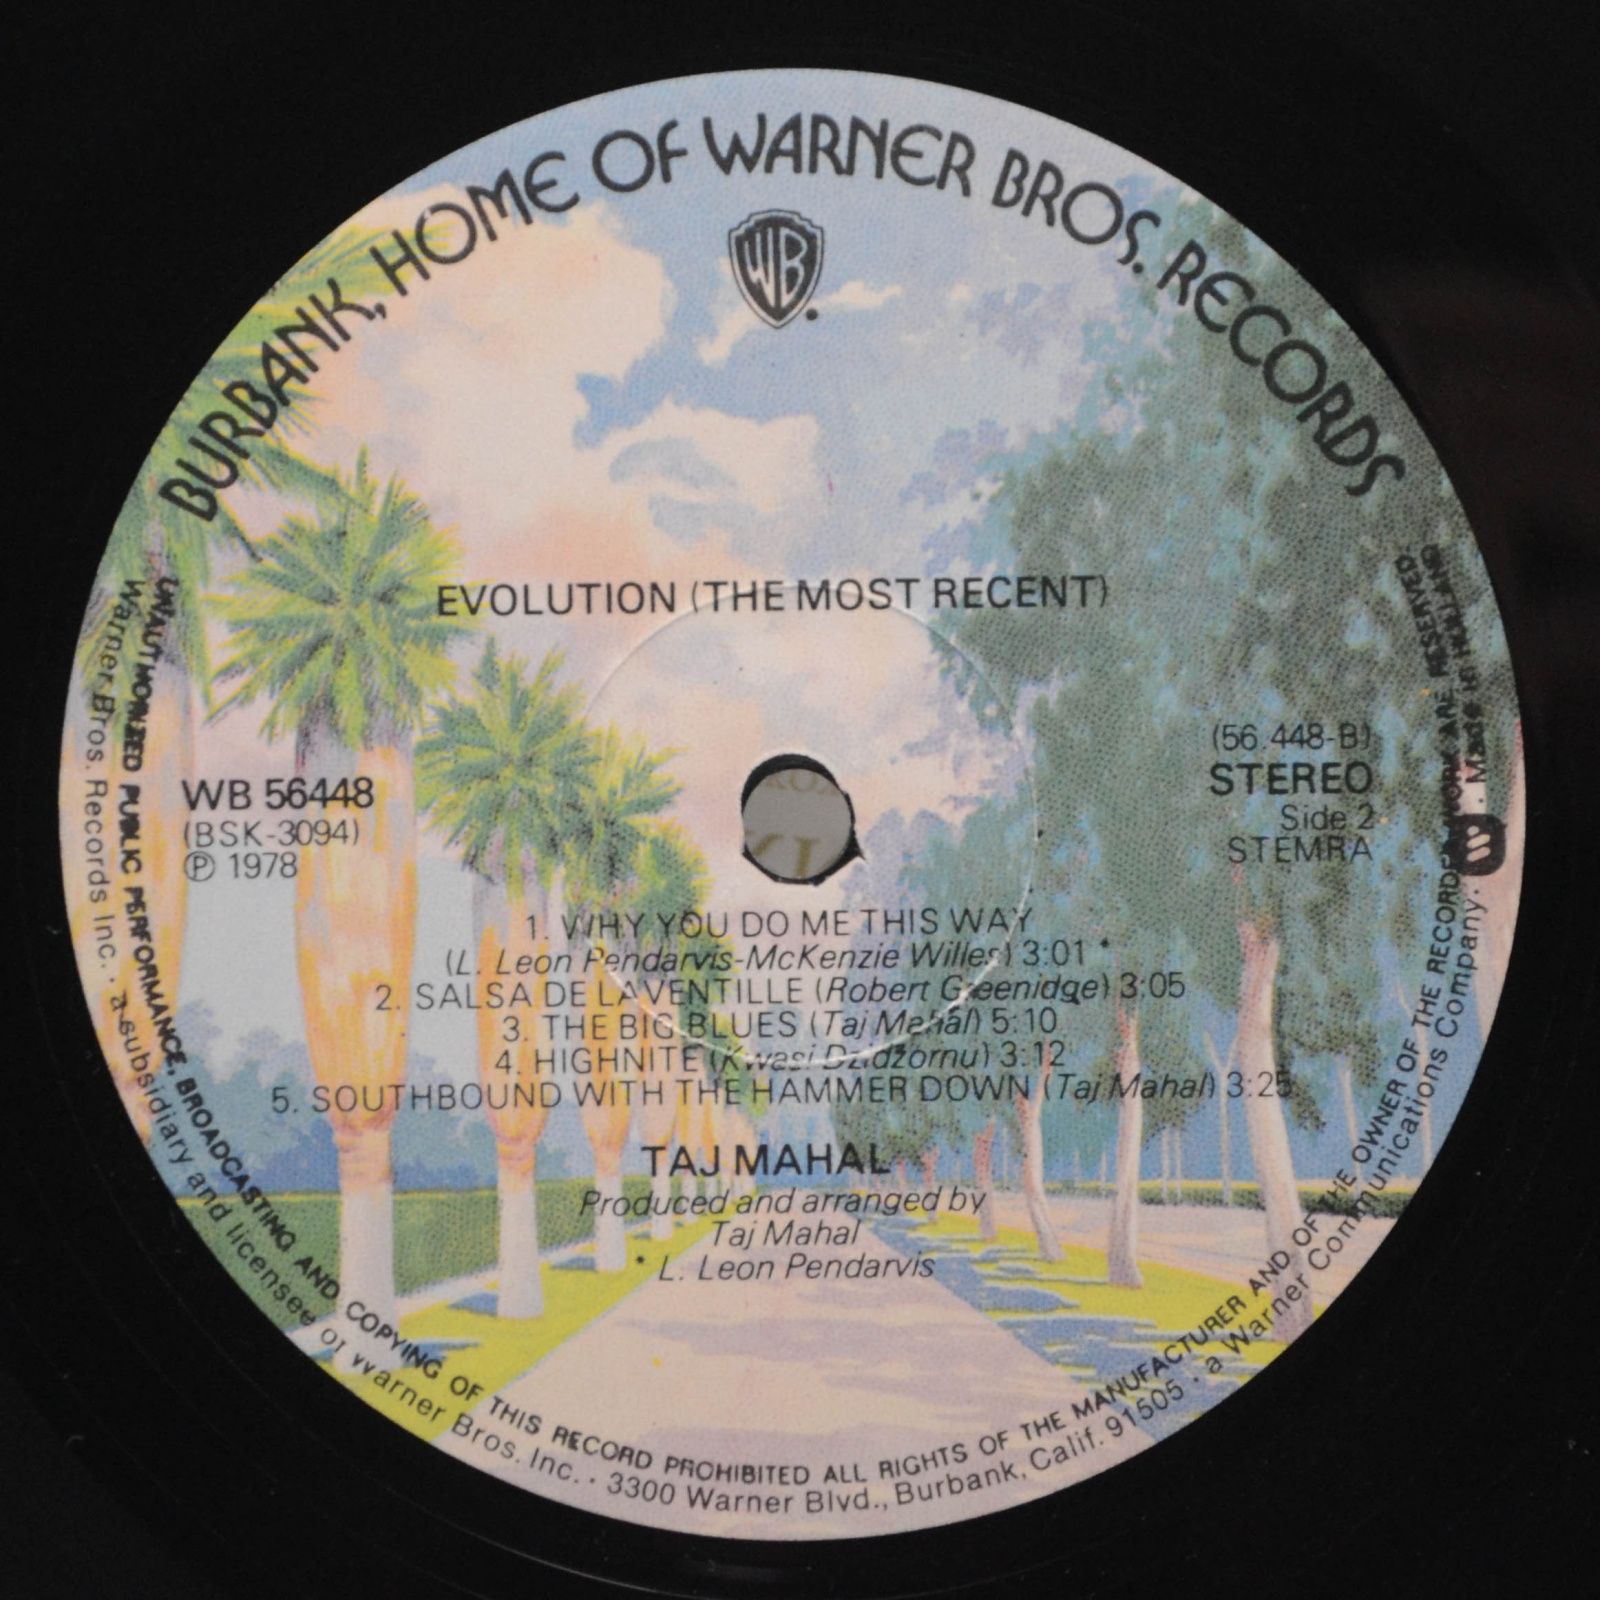 BURBANK, HOME OF WARNER BROS. RECORDS
WB
EVOLUTION (THE MOST RECENT)
WB 56448
(BSK-3094)
℗ 1978
(56 448-B)
STEREO
Side 2
STEMRA
1. WHY YOU DO ME THIS WAY
(L. Leon Pendarvis-McKenzie Willes) 3:01 *
2. SALSA DE LAVENTILLE (Robert Greenidge) 3:05
3. THE BIG BLUES (Taj Mahal) 5:10
4. HIGHNITE (Kwasi Dzidzornu) 3:12
5. SOUTHBOUND WITH THE HAMMER DOWN (Taj Mahal) 3:25
TAJ MAHAL
Produced and arranged by
Taj Mahal
* L. Leon Pendarvis
UNAUTHORIZED PUBLIC PERFORMANCE, BROADCASTING AND COPYING OF THIS RECORD PROHIBITED ALL RIGHTS OF THE MANUFACTURER AND OF THE OWNER OF THE RECORDED WORK ARE RESERVED
Warner Bros. Records Inc. · a subsidiary and licensee of Warner Bros. Inc. · 3300 Warner Blvd., Burbank, Calif. 91505 · a Warner Communications Company. W . Made in HOLLAND